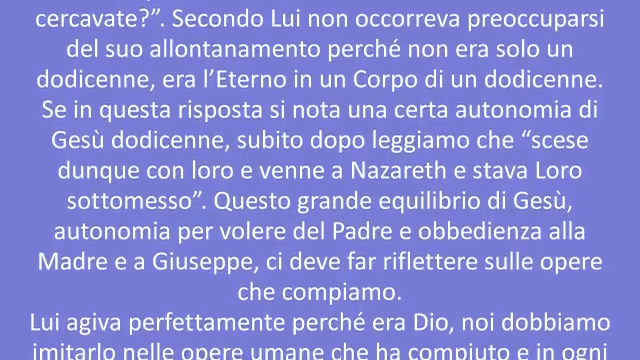 cercavate?”. Secondo Lui non occorreva preoccuparsi
del suo allontanamento perché non era solo un
dodicenne, era l’Eterno in un Corpo di un dodicenne.
Se in questa risposta si nota una certa autonomia di
Gesù dodicenne, subito dopo leggiamo che “scese
dunque con loro e venne a Nazareth e stava Loro
sottomesso”. Questo grande equilibrio di Gesù,
autonomia per volere del Padre e obbedienza alla
Madre e a Giuseppe, ci deve far riflettere sulle opere
che compiamo.
Lui agiva perfettamente perché era Dio, noi dobbiamo
imitarlo nelle opere umane che ha compiuto e in ogni